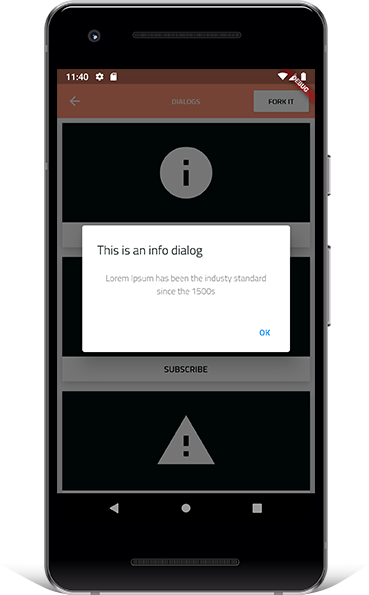 11:40
DEBUG
DIALOGS
FORK IT
This is an info dialog
Lorem Ipsum has been the industy standard
since the 1500s
OK
SUBSCRIBE